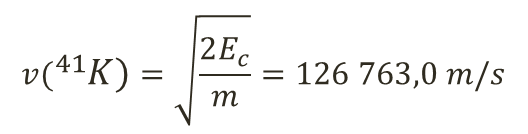 v(⁴¹K) = √(2E_c/m) = 126 763,0 m/s